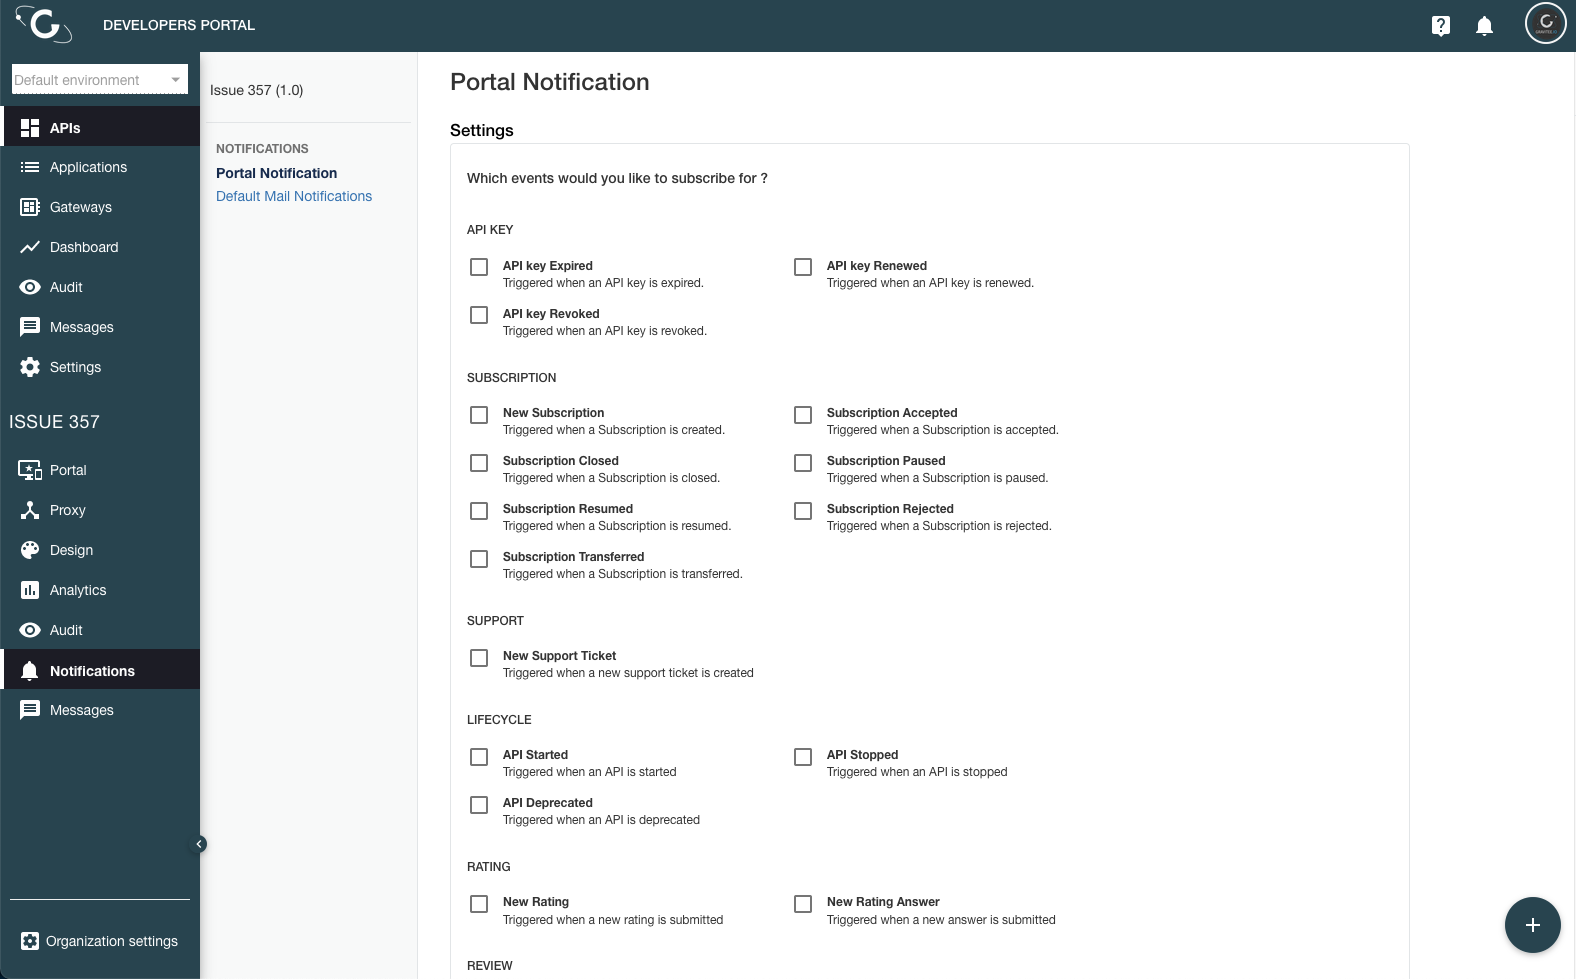 DEVELOPERS PORTAL
Default environment
APIs
Applications
Gateways
Dashboard
Audit
Messages
Settings
ISSUE 357
Portal
Proxy
Design
Analytics
Audit
Notifications
Messages
Organization settings
Issue 357 (1.0)
NOTIFICATIONS
Portal Notification
Default Mail Notifications
Portal Notification
Settings
Which events would you like to subscribe for ?
API KEY
API key Expired
Triggered when an API key is expired.
API key Renewed
Triggered when an API key is renewed.
API key Revoked
Triggered when an API key is revoked.
SUBSCRIPTION
New Subscription
Triggered when a Subscription is created.
Subscription Accepted
Triggered when a Subscription is accepted.
Subscription Closed
Triggered when a Subscription is closed.
Subscription Paused
Triggered when a Subscription is paused.
Subscription Resumed
Triggered when a Subscription is resumed.
Subscription Rejected
Triggered when a Subscription is rejected.
Subscription Transferred
Triggered when a Subscription is transferred.
SUPPORT
New Support Ticket
Triggered when a new support ticket is created
LIFECYCLE
API Started
Triggered when an API is started
API Stopped
Triggered when an API is stopped
API Deprecated
Triggered when an API is deprecated
RATING
New Rating
Triggered when a new rating is submitted
New Rating Answer
Triggered when a new answer is submitted
REVIEW